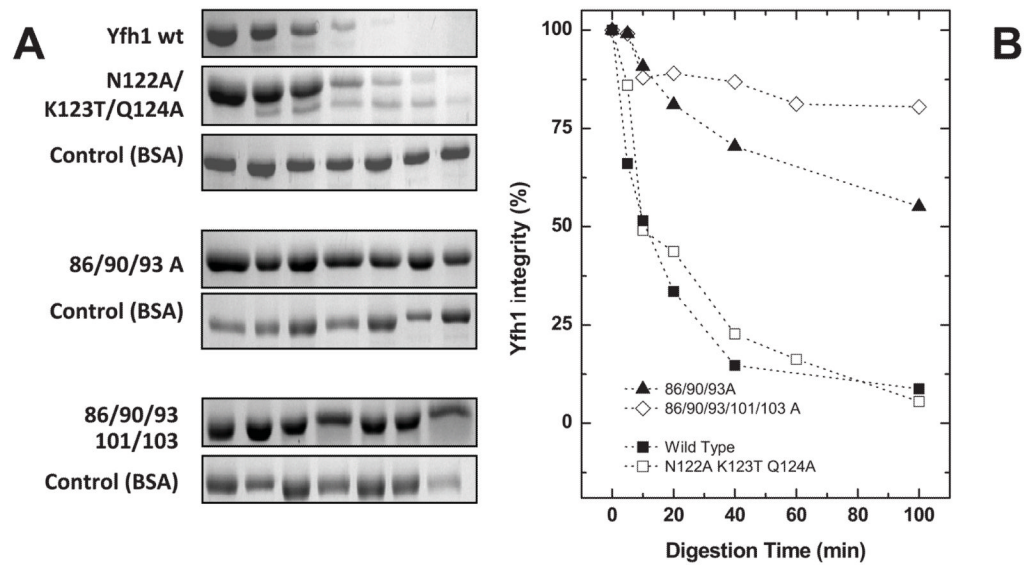 A
Yfh1 wt
N122A/
K123T/Q124A
Control (BSA)
86/90/93 A
Control (BSA)
86/90/93
101/103
Control (BSA)
B
100
75
50
25
0
Yfh1 integrity (%)
86/90/93A
86/90/93/101/103 A
Wild Type
N122A K123T Q124A
0 20 40 60 80 100
Digestion Time (min)